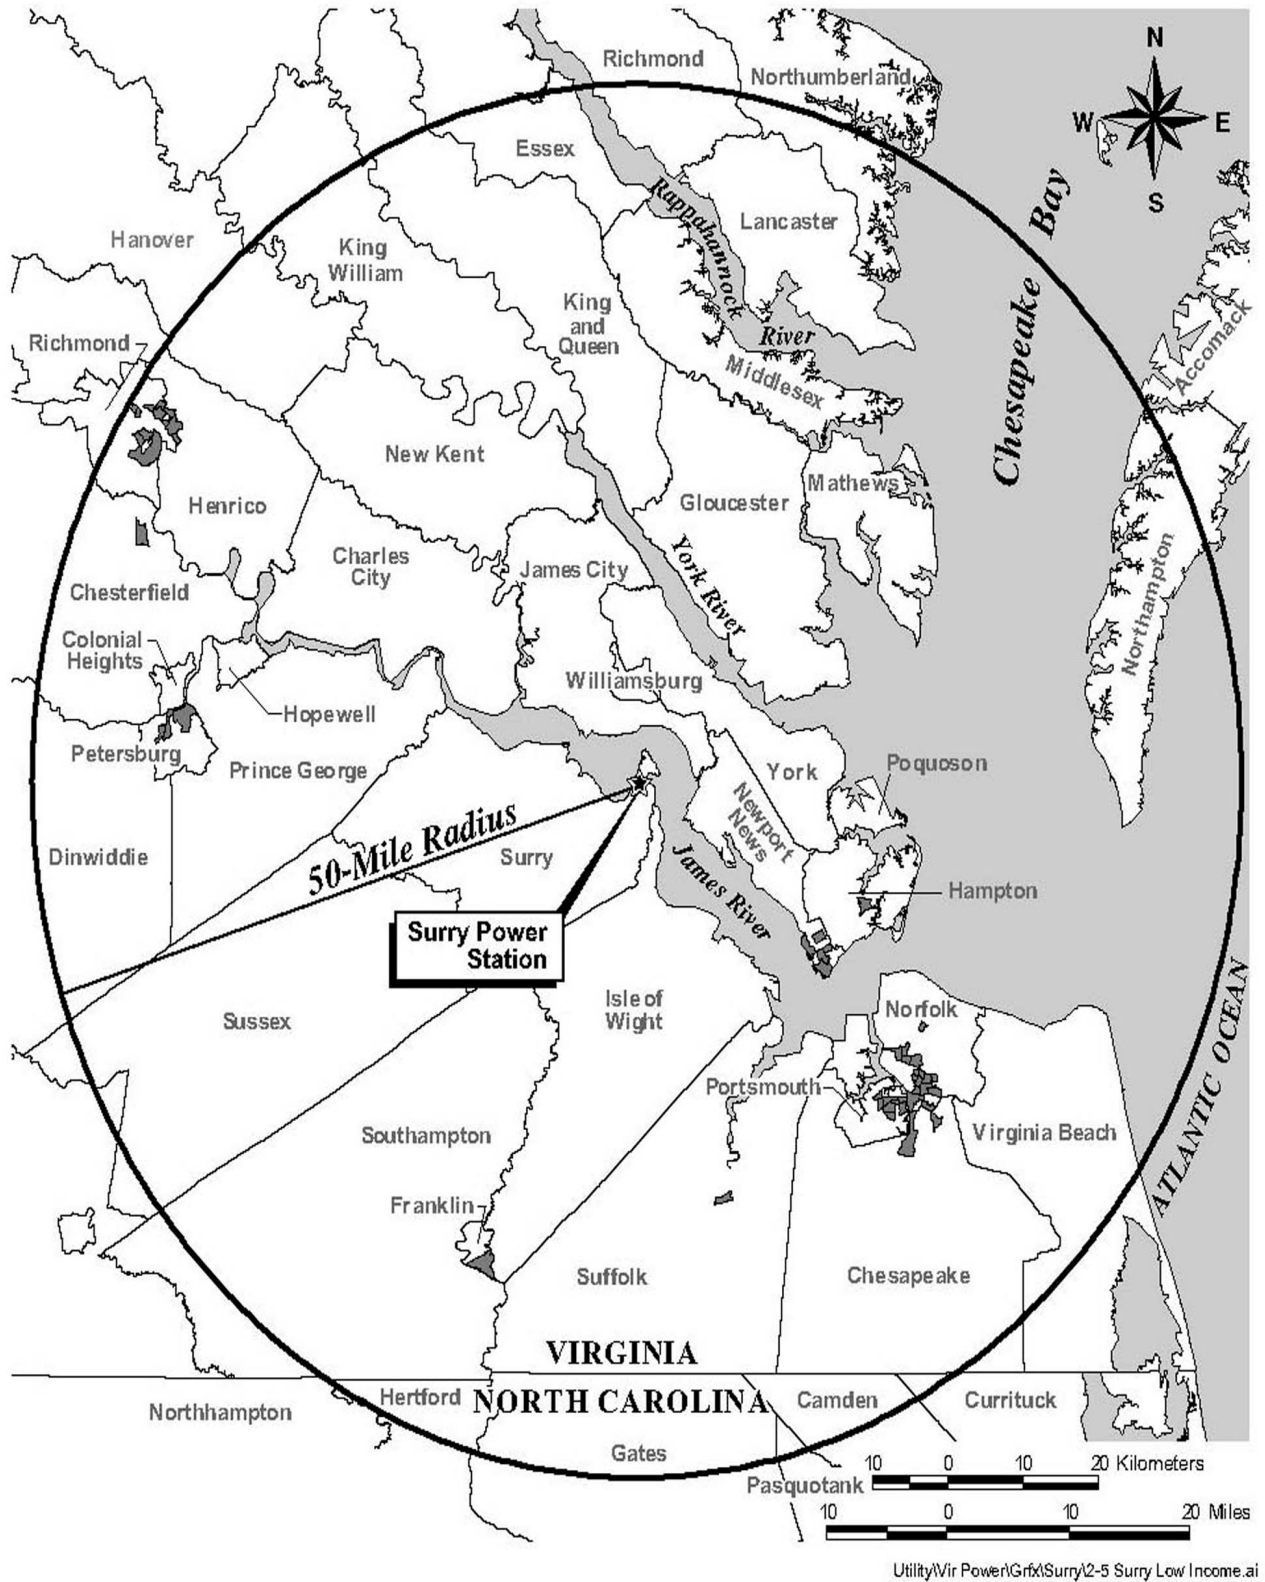 N
Richmond
Northumberland
W
E
Essex
S
Rappahannock
Lancaster
Bay
Hanover
King
William
King
and
Queen
Chesapeake
Richmond
River
Accomack
Middlesex
New Kent
Mathews
Gloucester
Henrico
Charles
City
James City
York River
Northampton
Chesterfield
Colonial
Heights
Williamsburg
Hopewell
Petersburg
Prince George
York
Poquoson
Newport
News
50-Mile Radius
Dinwiddie
Surry
James River
Hampton
Surry Power
Station
Isle of
Wight
Norfolk
Sussex
ATLANTIC OCEAN
Portsmouth
Southampton
Virginia Beach
Franklin
Suffolk
Chesapeake
VIRGINIA
Hertford
NORTH CAROLINA
Camden
Currituck
Northhampton
Gates
10 0 10 20 Kilometers
Pasquotank
10 0 10 20 Miles
Utility\Vir Power\Grfx\Surry\2-5 Surry Low Income.ai